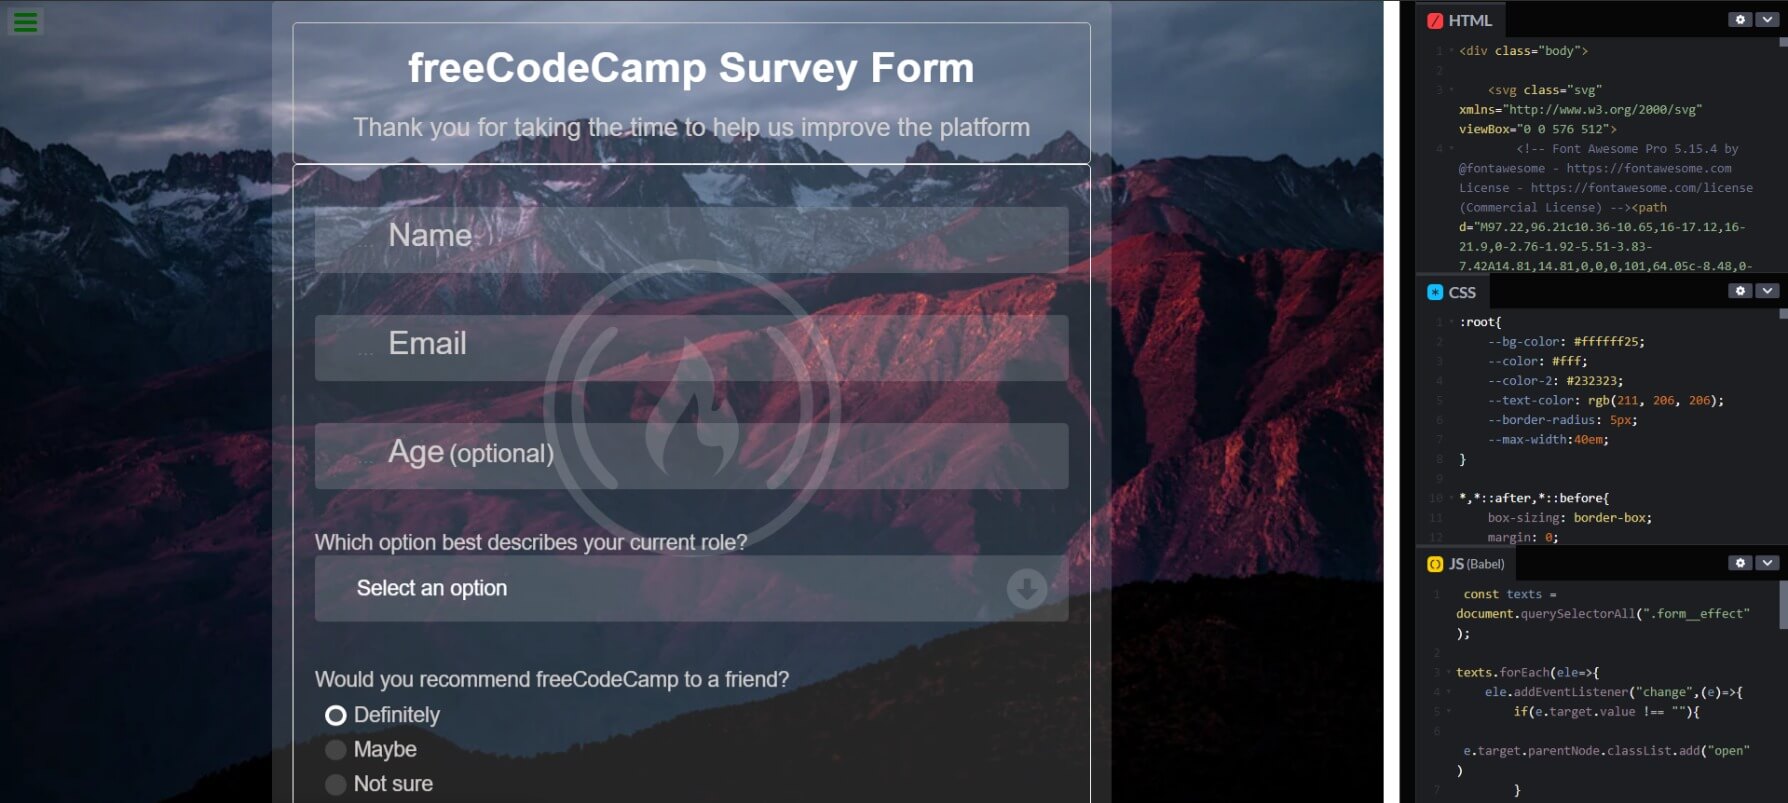 freeCodeCamp Survey Form
Thank you for taking the time to help us improve the platform
... Name
... Email
... Age (optional)
Which option best describes your current role?
Select an option
Would you recommend freeCodeCamp to a friend?
Definitely
Maybe
Not sure
HTML
1 <div class="body">
2
3 <svg class="svg"
xmlns="http://www.w3.org/2000/svg"
viewBox="0 0 576 512">
4 <!-- Font Awesome Pro 5.15.4 by
@fontawesome - https://fontawesome.com
License - https://fontawesome.com/license
(Commercial License) --><path
d="M97.22,96.21c10.36-10.65,16-17.12,16-
21.9,0-2.76-1.92-5.51-3.83-
7.42A14.81,14.81,0,0,0,101,64.05c-8.48,0-
CSS
1 :root{
2 --bg-color: #ffffff25;
3 --color: #fff;
4 --color-2: #232323;
5 --text-color: rgb(211, 206, 206);
6 --border-radius: 5px;
7 --max-width:40em;
8 }
9
10 *,*::after,*::before{
11 box-sizing: border-box;
12 margin: 0;
JS (Babel)
1 const texts =
document.querySelectorAll(".form__effect"
);
2
3 texts.forEach(ele=>{
4 ele.addEventListener("change",(e)=>{
5 if(e.target.value !== ""){
6
e.target.parentNode.classList.add("open"
)
7 }